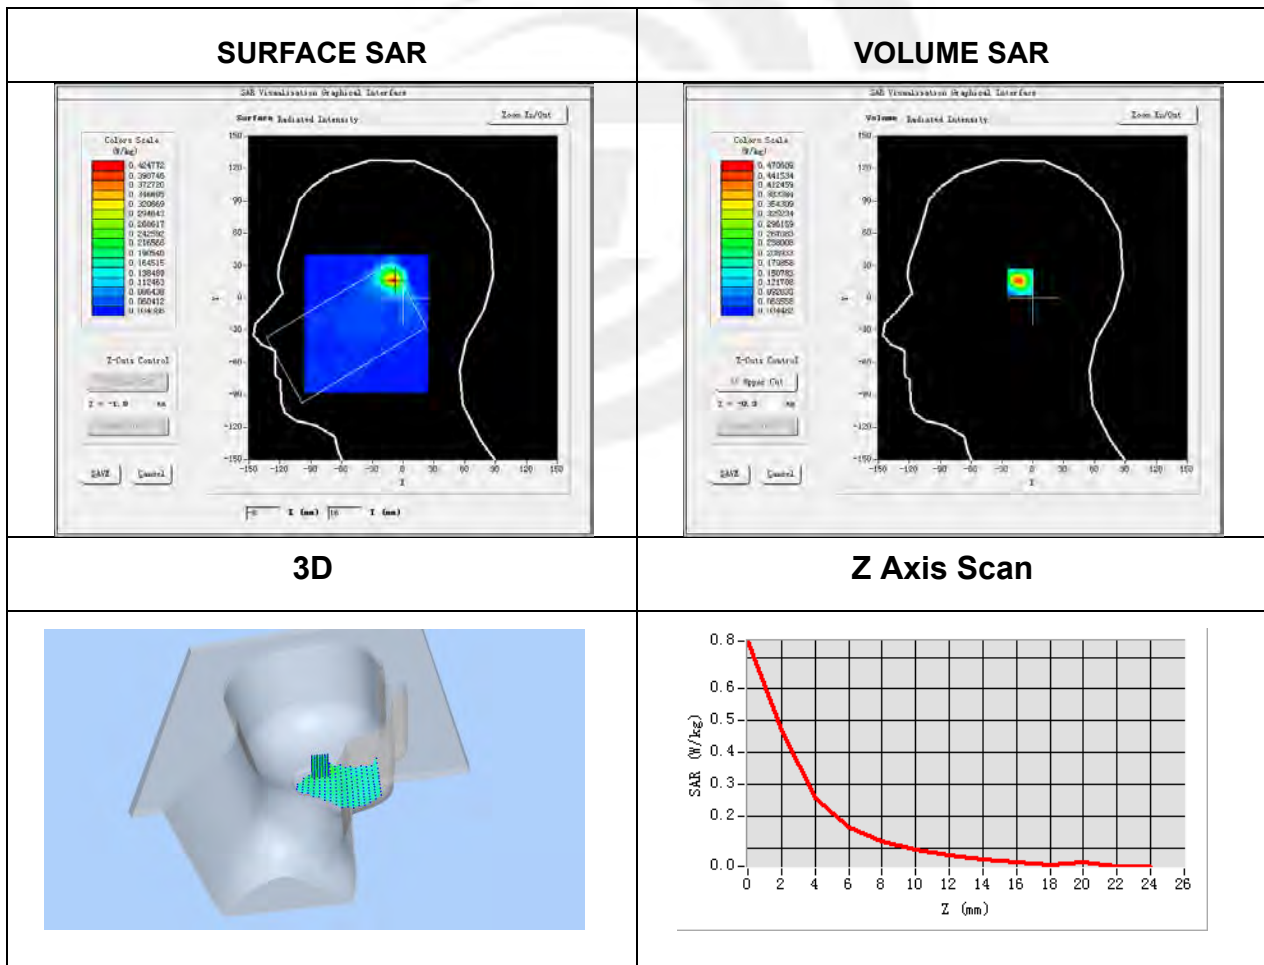 SURFACE SAR
VOLUME SAR
SAR Visualisation Graphical Interface
Surface Radiated Intensity
Zoom In/Out
Colors Scale
(W/kg)
0.424772
0.398746
0.372720
0.346695
0.320669
0.294643
0.268617
0.242592
0.216566
0.190540
0.164515
0.138489
0.112463
0.086438
0.060412
150
120
90
60
30
0
-30
-60
-90
-120
-150
-150 -120 -90 -60 -30 0 30 60 90 120 150
Z-Cuts Control
SAVE
Cancel
SAR Visualisation Graphical Interface
Volume Radiated Intensity
Zoom In/Out
Colors Scale
(W/kg)
0.470609
0.441534
0.412459
0.383384
0.354309
0.325234
0.296159
0.267083
0.238008
0.208933
0.179858
0.150783
0.121708
0.092633
0.063558
150
120
90
60
30
0
-30
-60
-90
-120
-150
-150 -120 -90 -60 -30 0 30 60 90 120 150
Z-Cuts Control
Upper Cut
SAVE
Cancel
3D
Z Axis Scan
SAR (W/kg)
0.8
0.6
0.5
0.4
0.3
0.2
0.0
0 2 4 6 8 10 12 14 16 18 20 22 24 26
Z (mm)